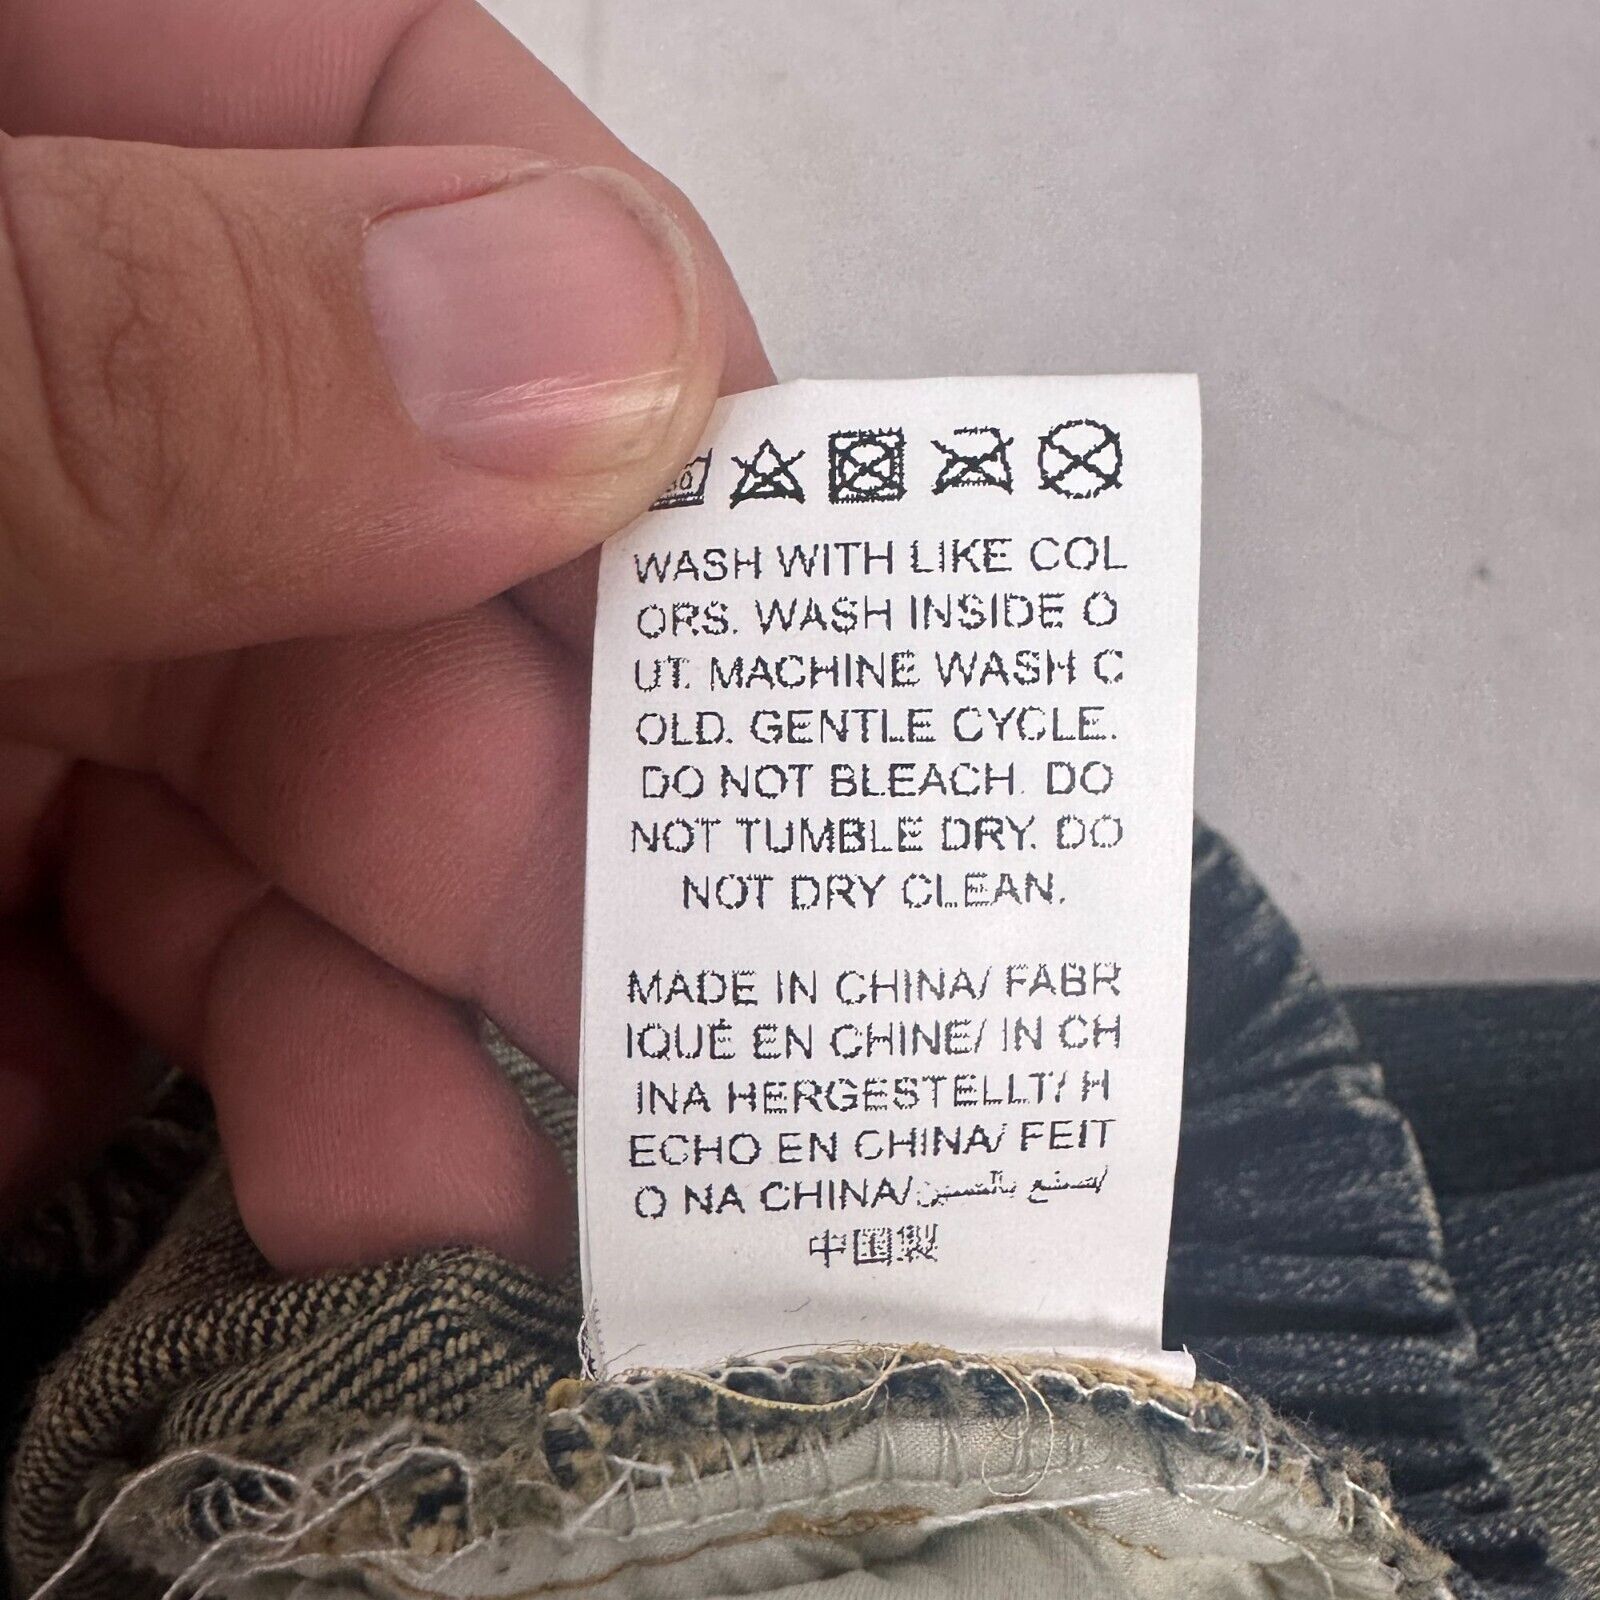 WASH WITH LIKE COL
ORS. WASH INSIDE O
UT. MACHINE WASH C
OLD. GENTLE CYCLE.
DO NOT BLEACH. DO
NOT TUMBLE DRY. DO
NOT DRY CLEAN.
MADE IN CHINA/ FABR
IQUÉ EN CHINE/ IN CH
INA HERGESTELLT/ H
ECHO EN CHINA/ FEIT
O NA CHINA/صنع بالصين/
中国製